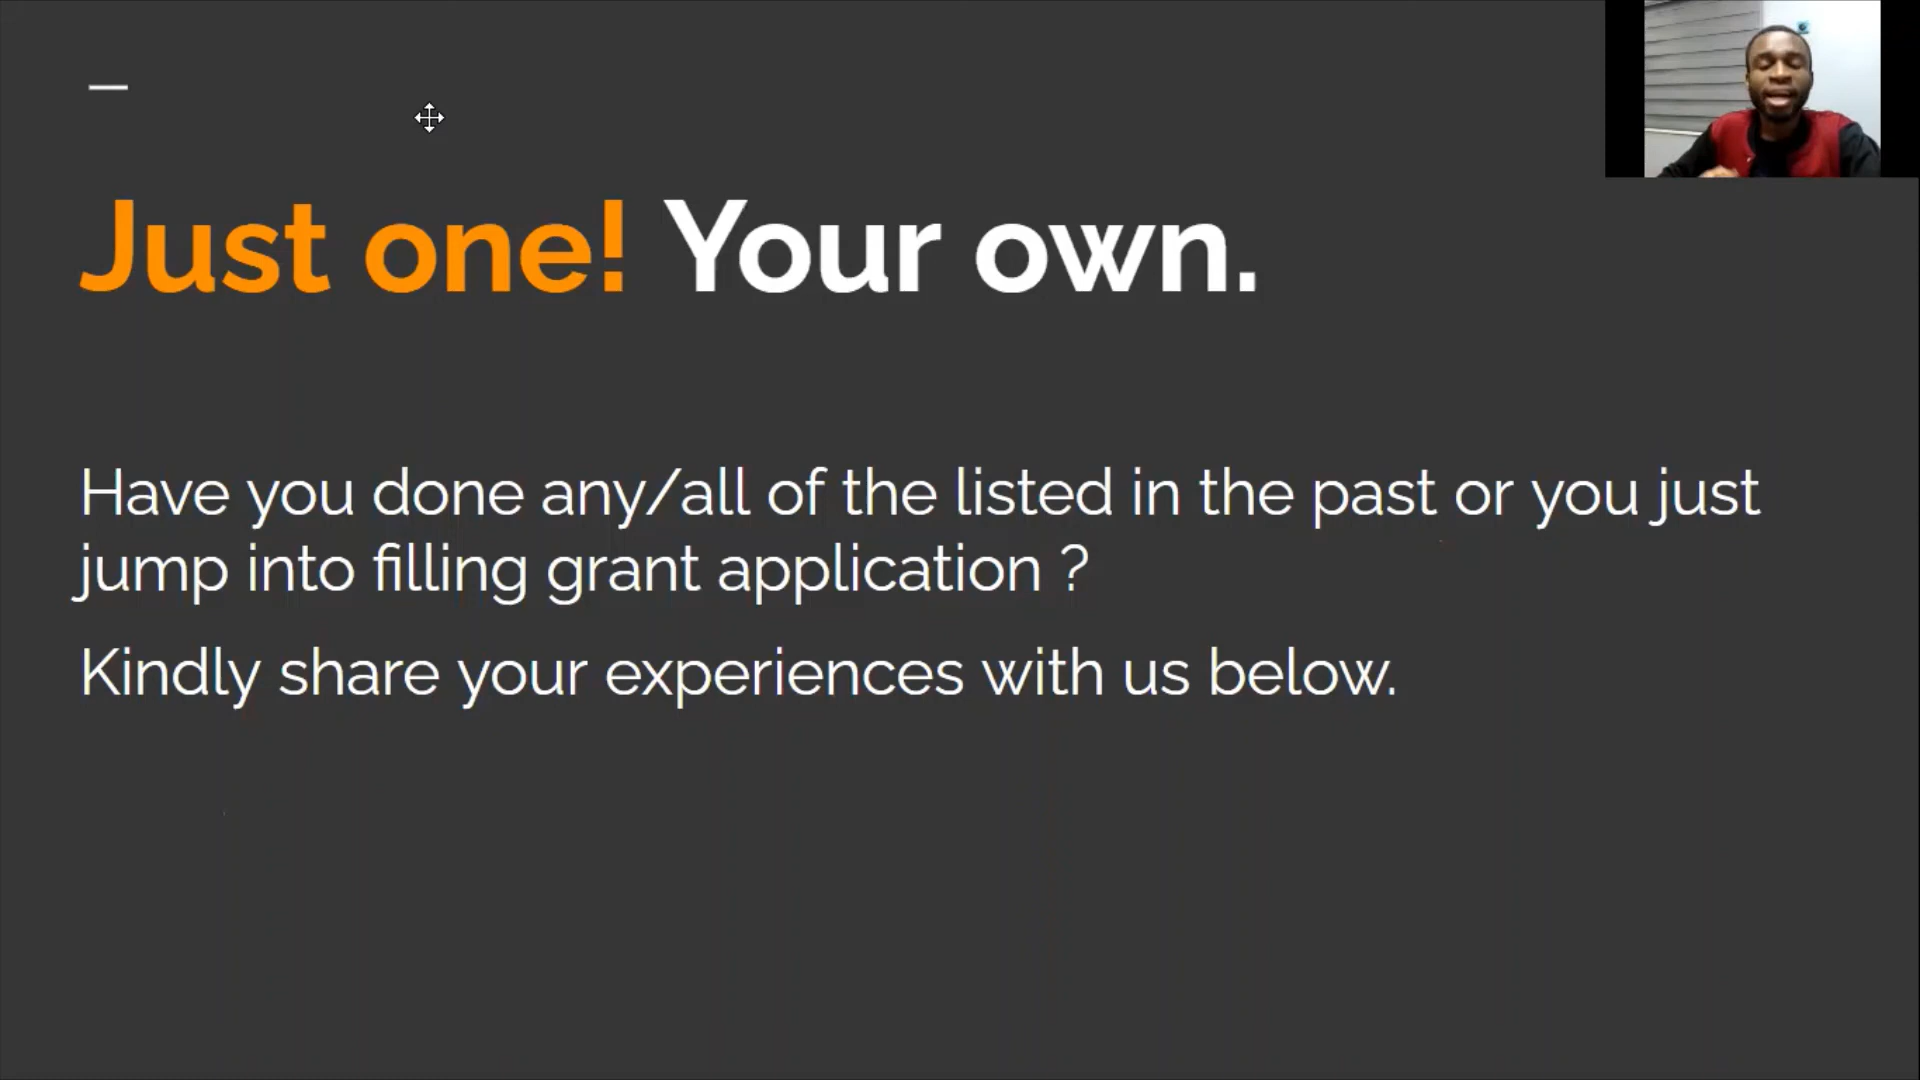 Just one! Your own.
Have you done any/all of the listed in the past or you just
jump into filling grant application ?
Kindly share your experiences with us below.